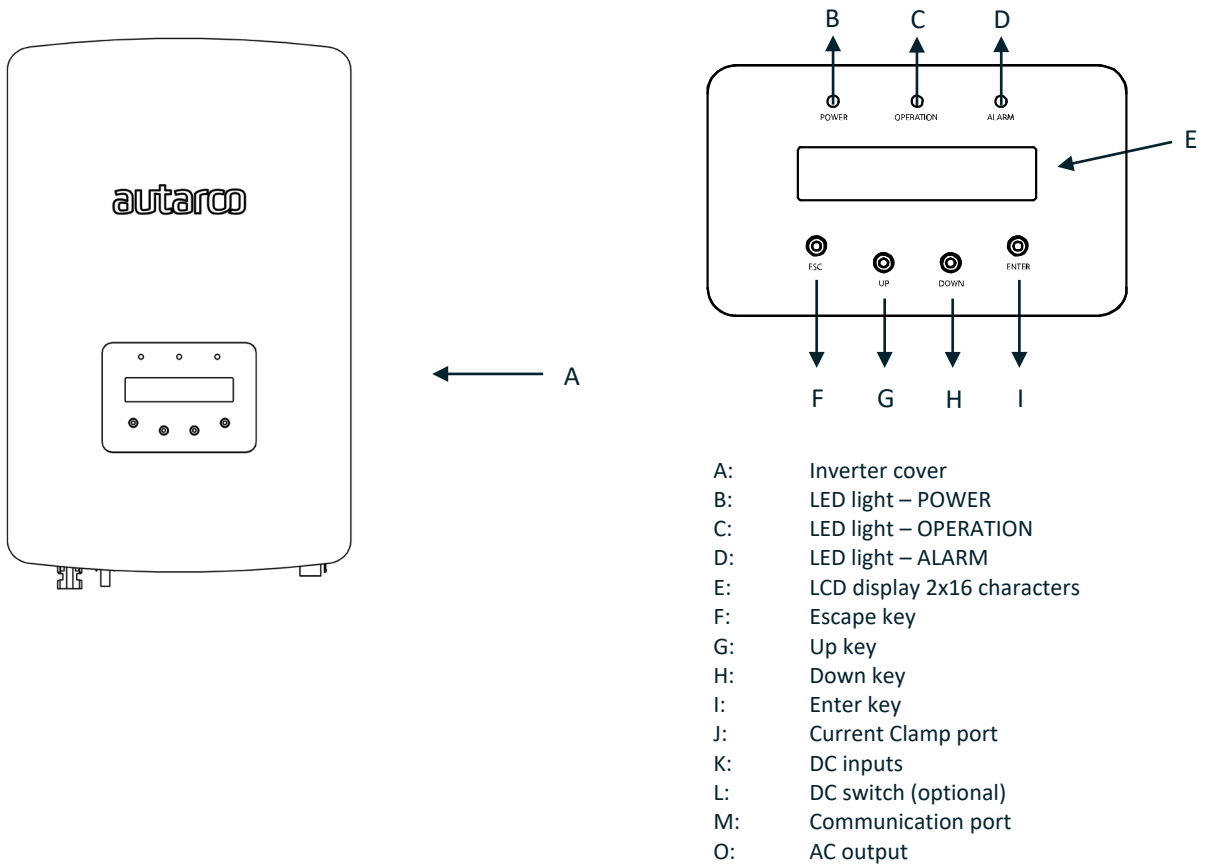 autarco
A
B C D
POWER OPERATION ALARM
E
ESC UP DOWN ENTER
F G H I
A: Inverter cover
B: LED light – POWER
C: LED light – OPERATION
D: LED light – ALARM
E: LCD display 2x16 characters
F: Escape key
G: Up key
H: Down key
I: Enter key
J: Current Clamp port
K: DC inputs
L: DC switch (optional)
M: Communication port
O: AC output